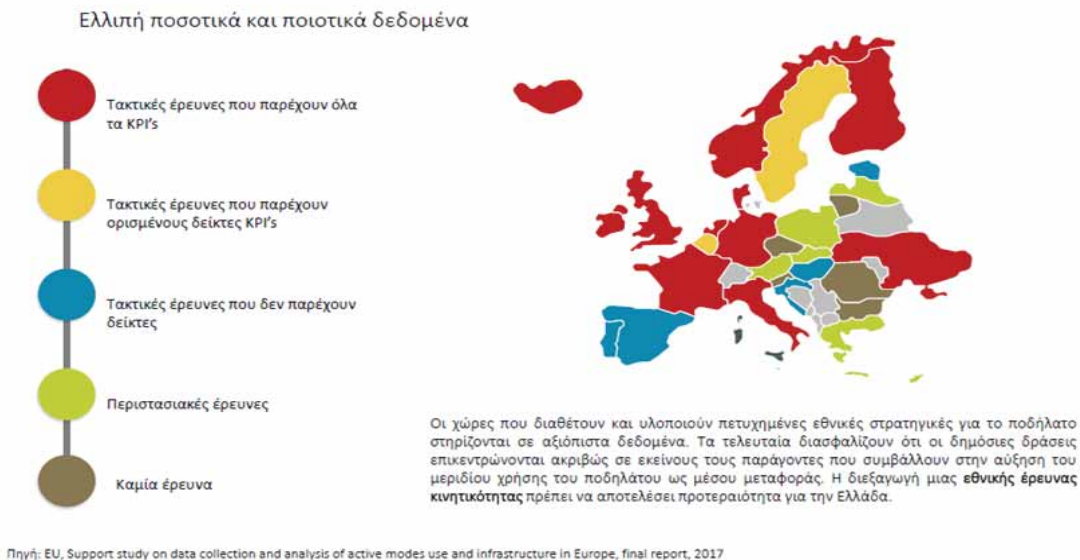 Ελλιπή ποσοτικά και ποιοτικά δεδομένα
Τακτικές έρευνες που παρέχουν όλα
τα KPI's
Τακτικές έρευνες που παρέχουν
ορισμένους δείκτες KPI's
Τακτικές έρευνες που δεν παρέχουν
δείκτες
Περιστασιακές έρευνες
Καμία έρευνα
Οι χώρες που διαθέτουν και υλοποιούν πετυχημένες εθνικές στρατηγικές για το ποδήλατο
στηρίζονται σε αξιόπιστα δεδομένα. Τα τελευταία διασφαλίζουν ότι οι δημόσιες δράσεις
επικεντρώνονται ακριβώς σε εκείνους τους παράγοντες που συμβάλλουν στην αύξηση του
μεριδίου χρήσης του ποδηλάτου ως μέσου μεταφοράς. Η διεξαγωγή μιας εθνικής έρευνας
κινητικότητας πρέπει να αποτελέσει προτεραιότητα για την Ελλάδα.
Πηγή: EU, Support study on data collection and analysis of active modes use and infrastructure in Europe, final report, 2017